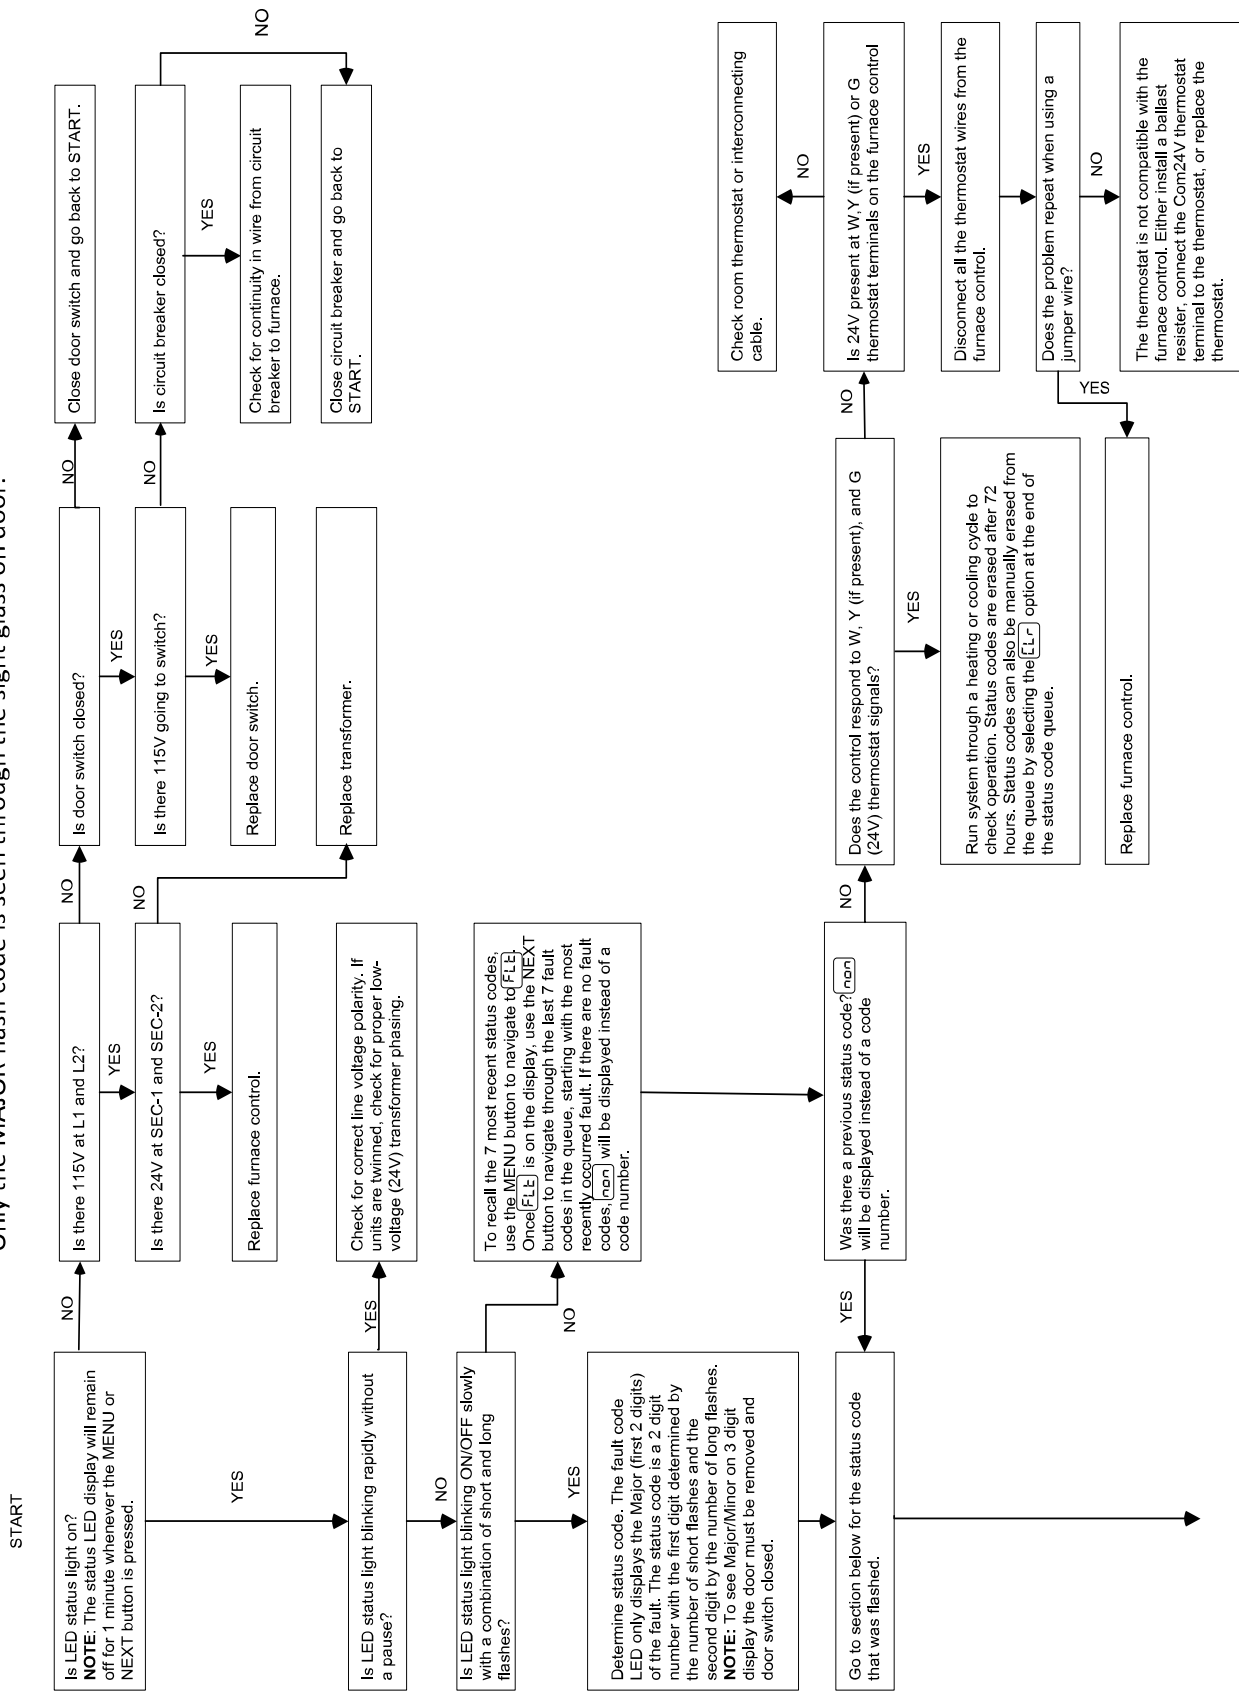 Only the MAJOR flash code is seen through the sight glass on door.
START
Is LED status light on?
NOTE: The status LED display will remain
off for 1 minute whenever the MENU or
NEXT button is pressed.
NO
Is there 115V at L1 and L2?
NO
Is door switch closed?
NO
Close door switch and go back to START.
YES
YES
Is there 24V at SEC-1 and SEC-2?
NO
Is there 115V going to switch?
NO
Is circuit breaker closed?
NO
YES
YES
YES
Replace furnace control.
Replace door switch.
Check for continuity in wire from circuit
breaker to furnace.
YES
Replace transformer.
Close circuit breaker and go back to
START.
Is LED status light blinking rapidly without
a pause?
YES
Check for correct line voltage polarity. If
units are twinned, check for proper low-
voltage (24V) transformer phasing.
NO
Is LED status light blinking ON/OFF slowly
with a combination of short and long
flashes?
NO
To recall the 7 most recent status codes,
use the MENU button to navigate to FLt.
Once FLt is on the display, use the NEXT
button to navigate through the last 7 fault
codes in the queue, starting with the most
recently occurred fault. If there are no fault
codes, non will be displayed instead of a
code number.
YES
Determine status code. The fault code
LED only displays the Major (first 2 digits)
of the fault. The status code is a 2 digit
number with the first digit determined by
the number of short flashes and the
second digit by the number of long flashes.
NOTE: To see Major/Minor on 3 digit
display the door must be removed and
door switch closed.
Go to section below for the status code
that was flashed.
YES
Was there a previous status code? non
will be displayed instead of a code
number.
NO
Does the control respond to W, Y (if present), and G
(24V) thermostat signals?
NO
Is 24V present at W,Y (if present) or G
thermostat terminals on the furnace control
NO
Check room thermostat or interconnecting
cable.
YES
YES
Run system through a heating or cooling cycle to
check operation. Status codes are erased after 72
hours. Status codes can also be manually erased from
the queue by selecting the CLr option at the end of
the status code queue.
Disconnect all the thermostat wires from the
furnace control.
Does the problem repeat when using a
jumper wire?
YES
NO
Replace furnace control.
The thermostat is not compatible with the
furnace control. Either install a ballast
resister, connect the Com24V thermostat
terminal to the thermostat, or replace the
thermostat.